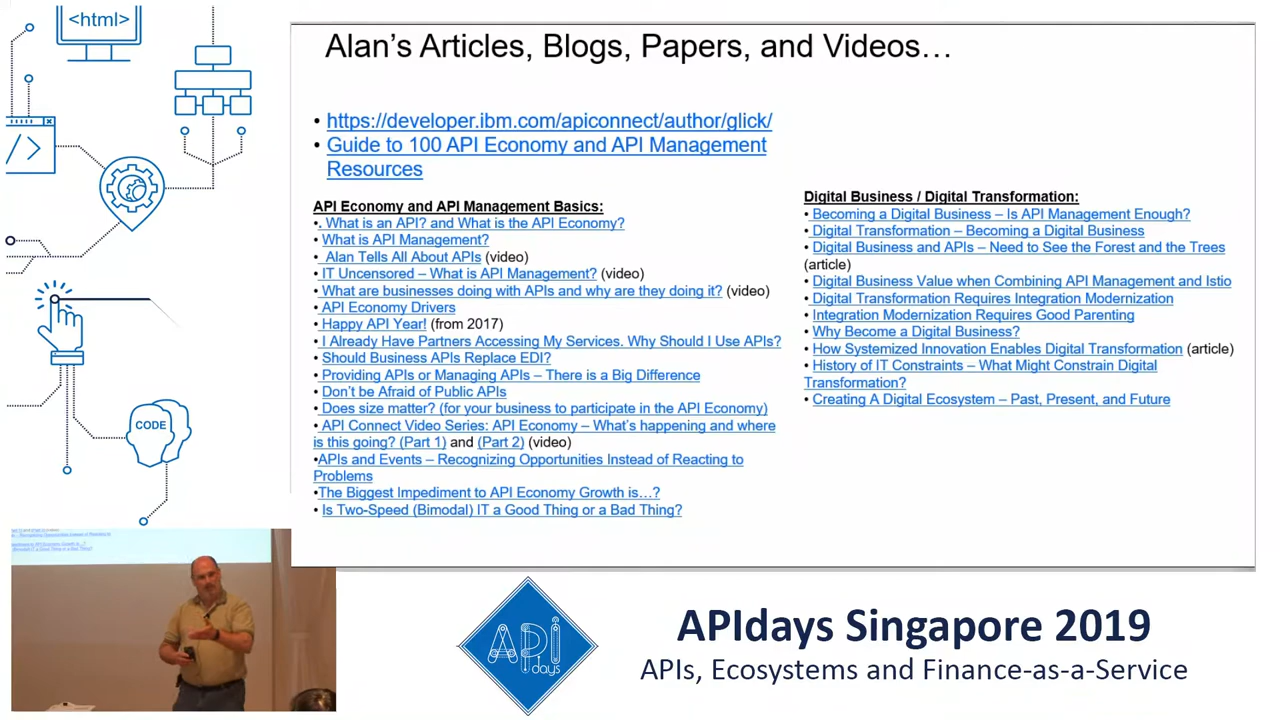 <html>
</>
CODE
Alan's Articles, Blogs, Papers, and Videos…
• https://developer.ibm.com/apiconnect/author/glick/
• Guide to 100 API Economy and API Management
Resources
API Economy and API Management Basics:
•. What is an API? and What is the API Economy?
• What is API Management?
• Alan Tells All About APIs (video)
• IT Uncensored – What is API Management? (video)
• What are businesses doing with APIs and why are they doing it? (video)
• API Economy Drivers
• Happy API Year! (from 2017)
• I Already Have Partners Accessing My Services. Why Should I Use APIs?
• Should Business APIs Replace EDI?
• Providing APIs or Managing APIs – There is a Big Difference
• Don't be Afraid of Public APIs
• Does size matter? (for your business to participate in the API Economy)
• API Connect Video Series: API Economy – What's happening and where
is this going? (Part 1) and (Part 2) (video)
•APIs and Events – Recognizing Opportunities Instead of Reacting to
Problems
•The Biggest Impediment to API Economy Growth is…?
• Is Two-Speed (Bimodal) IT a Good Thing or a Bad Thing?
Digital Business / Digital Transformation:
• Becoming a Digital Business – Is API Management Enough?
• Digital Transformation – Becoming a Digital Business
• Digital Business and APIs – Need to See the Forest and the Trees
(article)
• Digital Business Value when Combining API Management and Istio
• Digital Transformation Requires Integration Modernization
• Integration Modernization Requires Good Parenting
• Why Become a Digital Business?
• How Systemized Innovation Enables Digital Transformation (article)
• History of IT Constraints – What Might Constrain Digital
Transformation?
• Creating A Digital Ecosystem – Past, Present, and Future
API
days
APIdays Singapore 2019
APIs, Ecosystems and Finance-as-a-Service